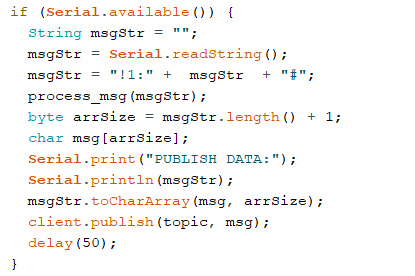 if (Serial.available()) {
  String msgStr = "";
  msgStr = Serial.readString();
  msgStr = "!1:" +  msgStr  + "#";
  process_msg(msgStr);
  byte arrSize = msgStr.length() + 1;
  char msg[arrSize];
  Serial.print("PUBLISH DATA:");
  Serial.println(msgStr);
  msgStr.toCharArray(msg, arrSize);
  client.publish(topic, msg);
  delay(50);
}